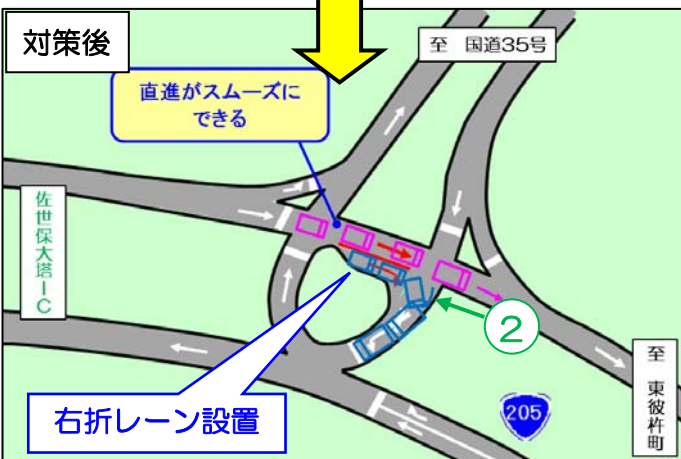 対策後
至 国道35号
直進がスムーズに
できる
佐世保大塔IC
②
右折レーン設置
205
至 東彼杵町